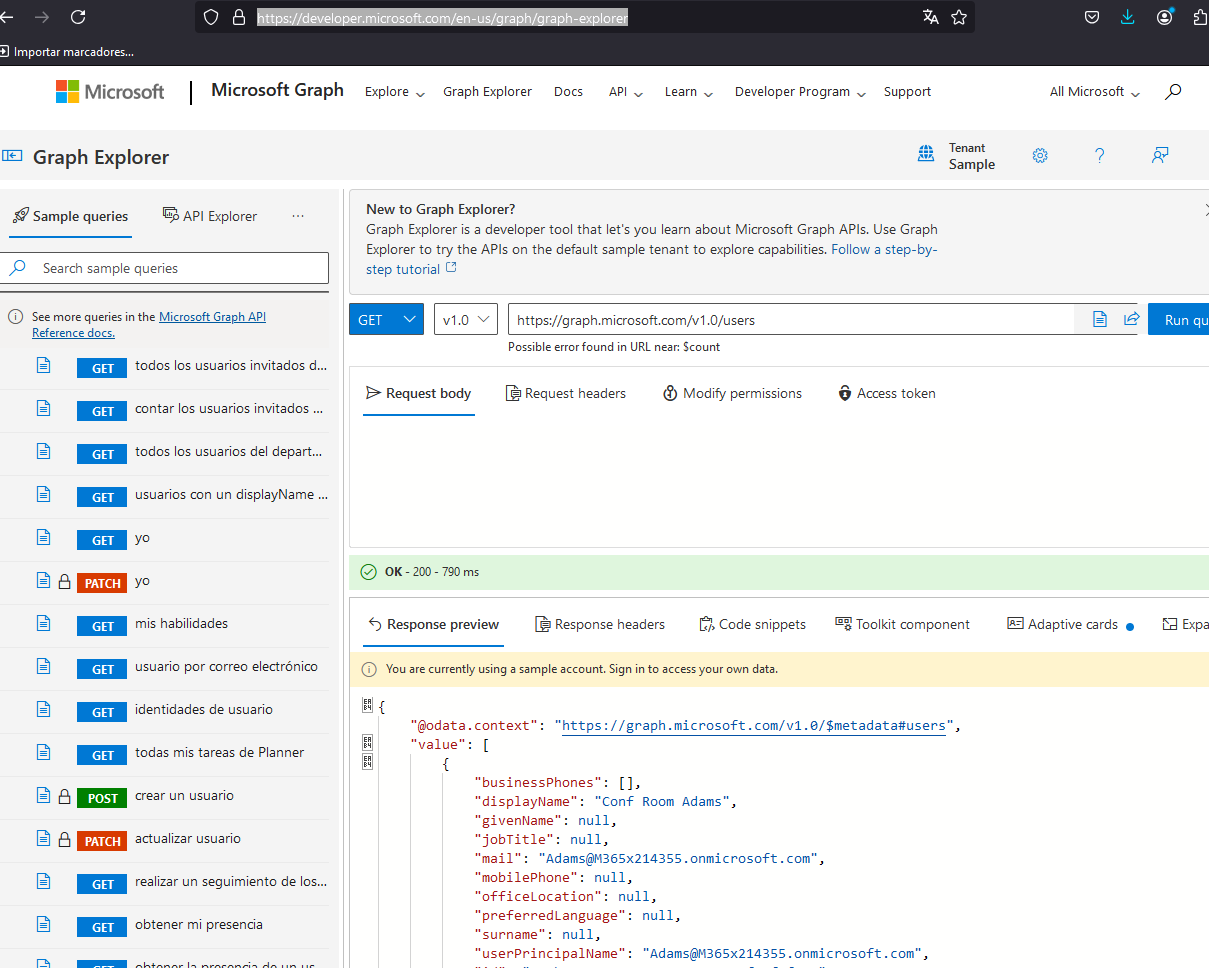 https://developer.microsoft.com/en-us/graph/graph-explorer
Importar marcadores...
Microsoft
Microsoft Graph
Explore
Graph Explorer
Docs
API
Learn
Developer Program
Support
All Microsoft
Graph Explorer
Tenant
Sample
Sample queries
API Explorer
...
Search sample queries
See more queries in the Microsoft Graph API
Reference docs.
GET todos los usuarios invitados d...
GET contar los usuarios invitados ...
GET todos los usuarios del depart...
GET usuarios con un displayName ...
GET yo
PATCH yo
GET mis habilidades
GET usuario por correo electrónico
GET identidades de usuario
GET todas mis tareas de Planner
POST crear un usuario
PATCH actualizar usuario
GET realizar un seguimiento de los...
GET obtener mi presencia
GET obtener la presencia de un us...
New to Graph Explorer?
Graph Explorer is a developer tool that let's you learn about Microsoft Graph APIs. Use Graph
Explorer to try the APIs on the default sample tenant to explore capabilities. Follow a step-by-
step tutorial
GET
v1.0
https://graph.microsoft.com/v1.0/users
Run qu
Possible error found in URL near: $count
Request body
Request headers
Modify permissions
Access token
OK - 200 - 790 ms
Response preview
Response headers
Code snippets
Toolkit component
Adaptive cards
Expa
You are currently using a sample account. Sign in to access your own data.
{
"@odata.context": "https://graph.microsoft.com/v1.0/$metadata#users",
"value": [
{
"businessPhones": [],
"displayName": "Conf Room Adams",
"givenName": null,
"jobTitle": null,
"mail": "Adams@M365x214355.onmicrosoft.com",
"mobilePhone": null,
"officeLocation": null,
"preferredLanguage": null,
"surname": null,
"userPrincipalName": "Adams@M365x214355.onmicrosoft.com",